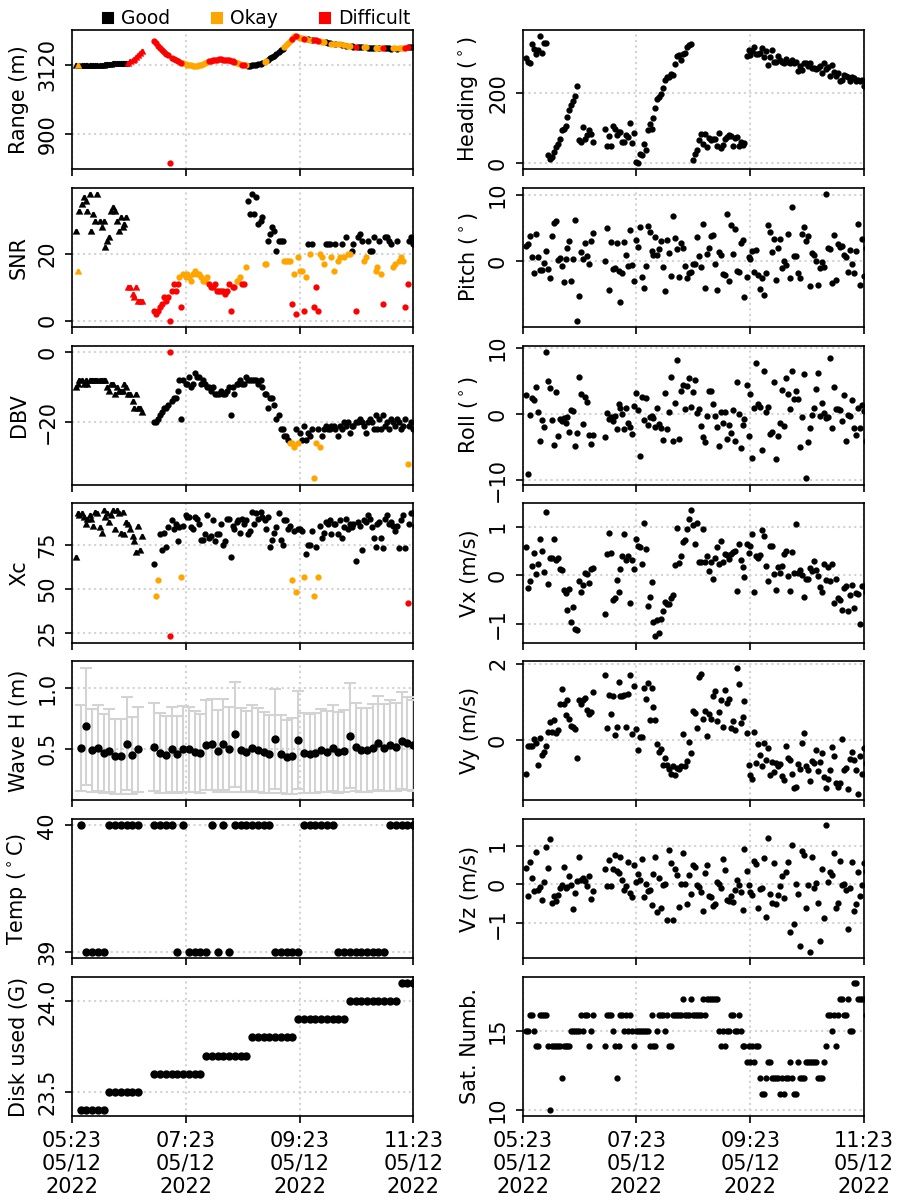 Good Okay Difficult
Range (m)
3120
900
Heading (°)
200
0
SNR
20
0
Pitch (°)
10
0
DBV
0
−20
Roll (°)
10
0
−10
Xc
75
50
25
Vx (m/s)
1
0
−1
Wave H (m)
1.0
0.5
Vy (m/s)
2
0
Temp (°C)
40
39
Vz (m/s)
1
0
−1
Disk used (G)
24.0
23.5
Sat. Numb.
15
10
05:23 07:23 09:23 11:23 05:23 07:23 09:23 11:23
05/12 05/12 05/12 05/12 05/12 05/12 05/12 05/12
2022 2022 2022 2022 2022 2022 2022 2022